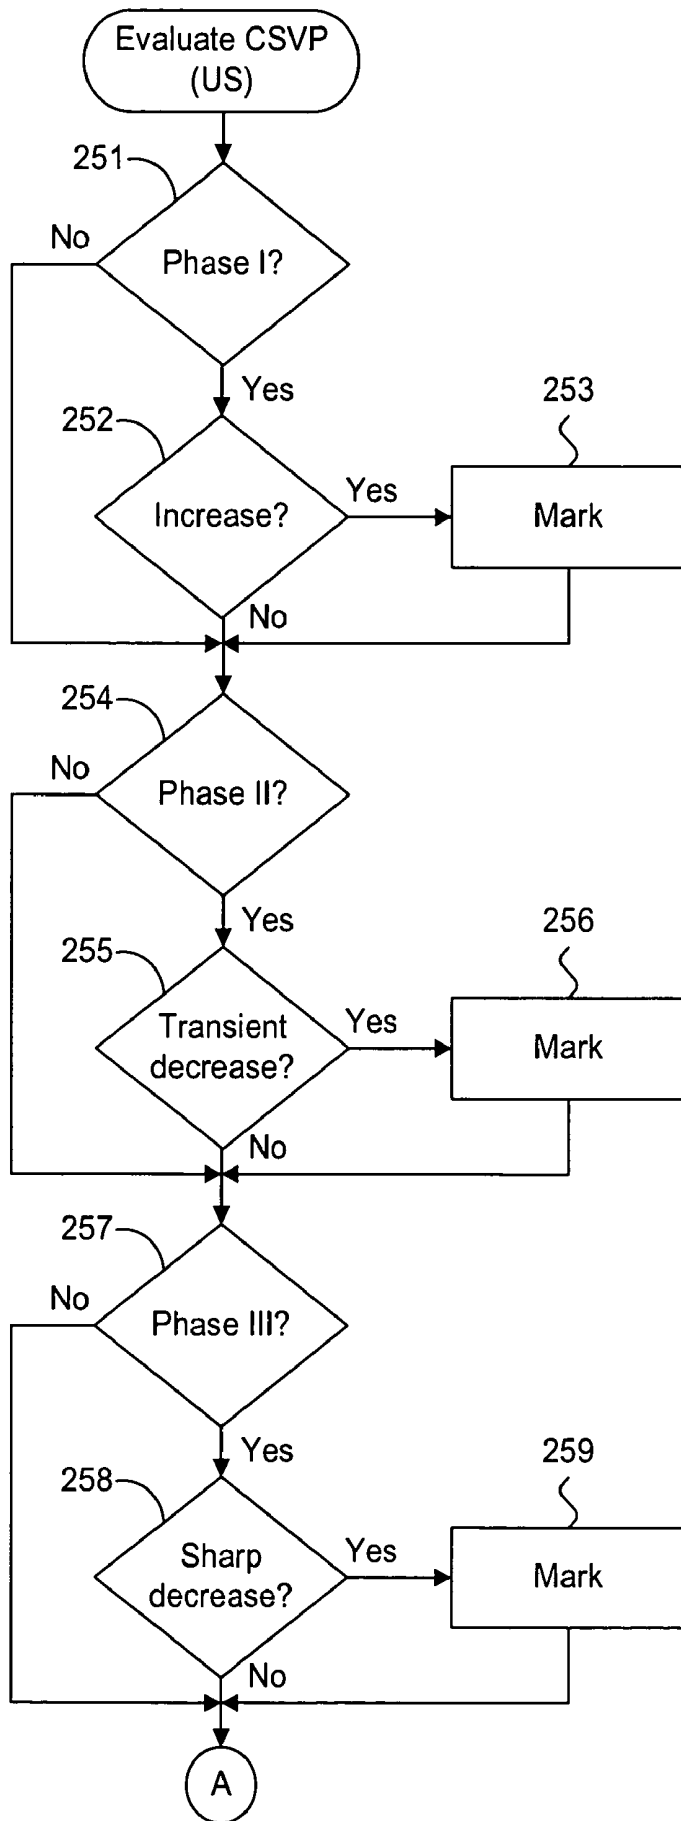 Evaluate CSVP
(US)
251
No
Phase I?
Yes
252
253
Increase?
Yes
Mark
No
254
No
Phase II?
Yes
255
256
Transient
decrease?
Yes
Mark
No
257
No
Phase III?
Yes
258
259
Sharp
decrease?
Yes
Mark
No
A